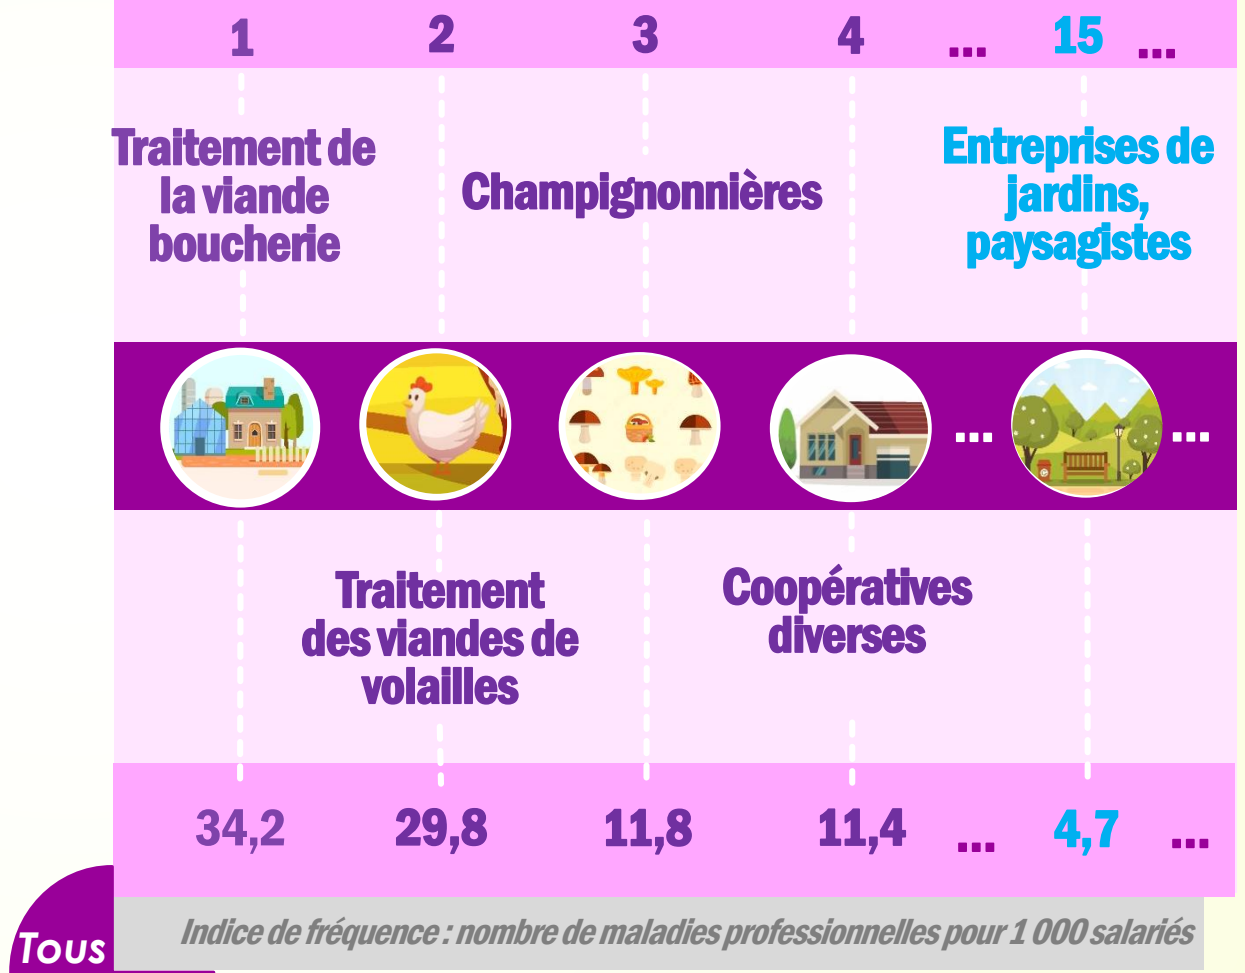 1 2 3 4 ... 15 ...
Traitement de
la viande
boucherie
Champignonnières
Entreprises de
jardins,
paysagistes
... ...
Traitement
des viandes de
volailles
Coopératives
diverses
34,2 29,8 11,8 11,4 ... 4,7 ...
Indice de fréquence : nombre de maladies professionnelles pour 1 000 salariés
Tous